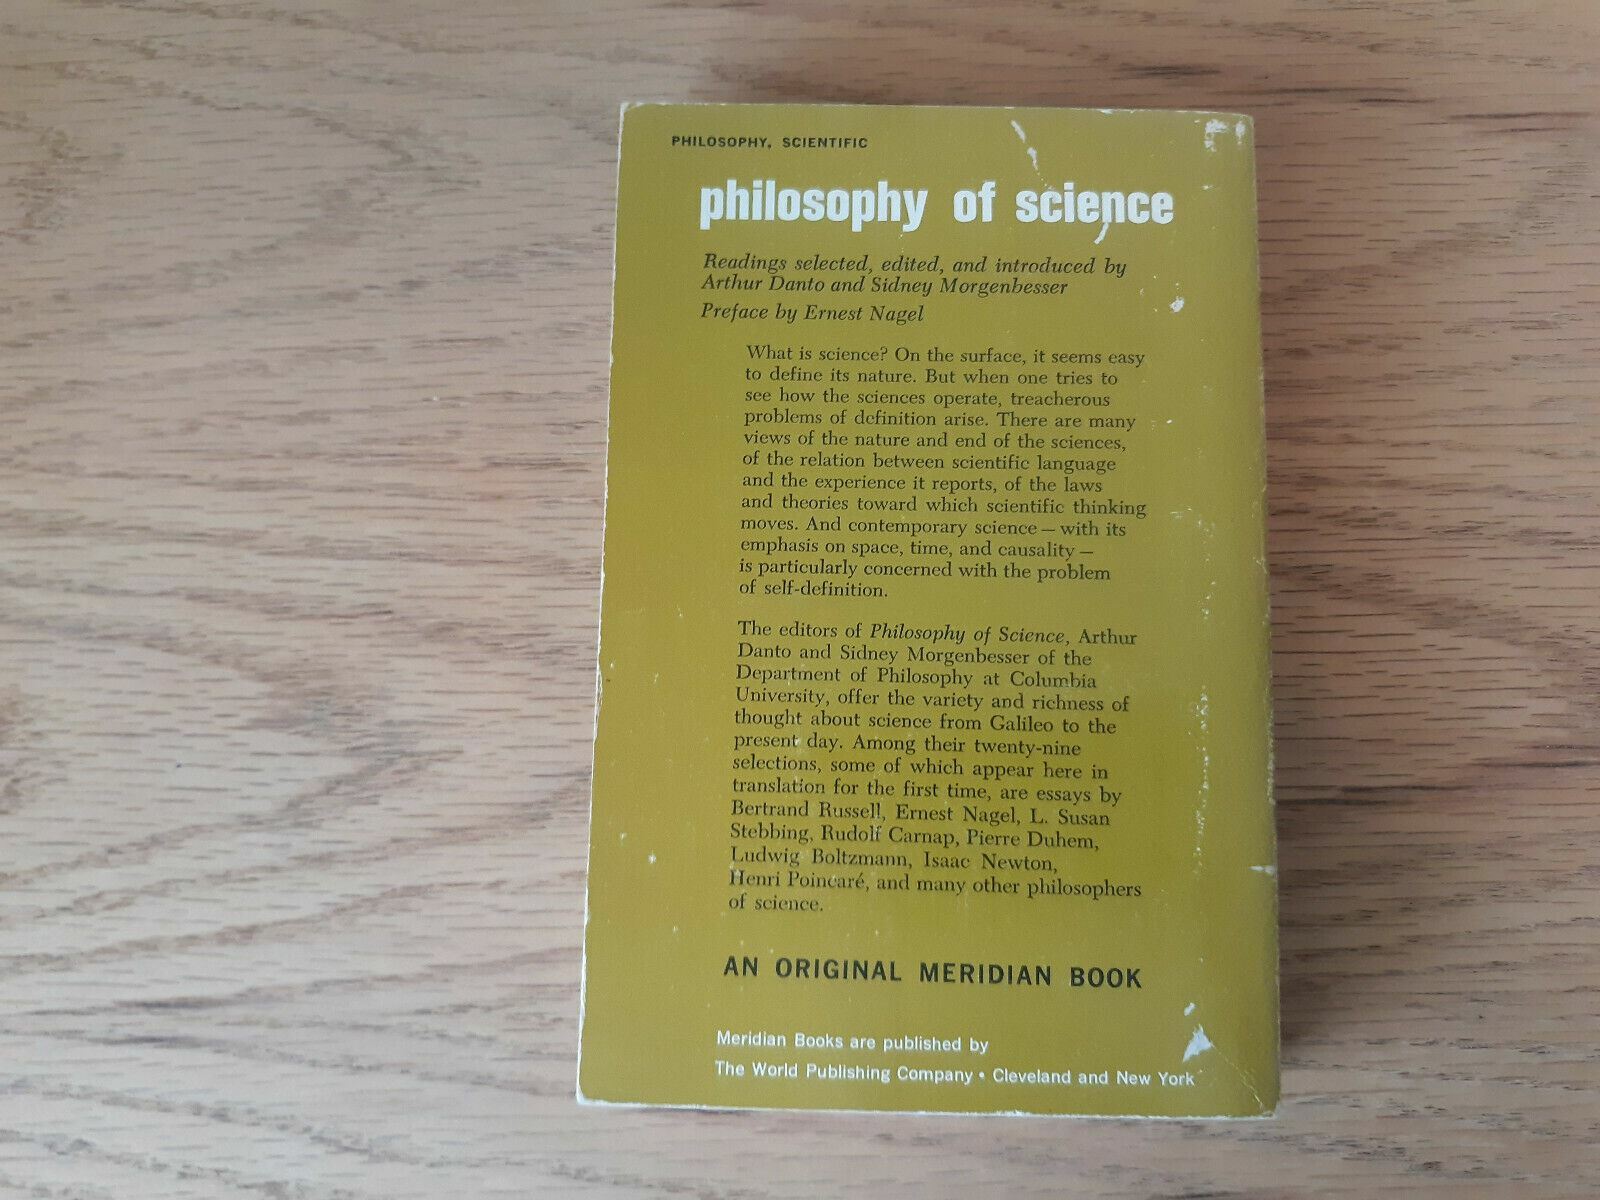 PHILOSOPHY, SCIENTIFIC
philosophy of science
Readings selected, edited, and introduced by
Arthur Danto and Sidney Morgenbesser
Preface by Ernest Nagel
What is science? On the surface, it seems easy
to define its nature. But when one tries to
see how the sciences operate, treacherous
problems of definition arise. There are many
views of the nature and end of the sciences,
of the relation between scientific language
and the experience it reports, of the laws
and theories toward which scientific thinking
moves. And contemporary science — with its
emphasis on space, time, and causality —
is particularly concerned with the problem
of self-definition.
The editors of Philosophy of Science, Arthur
Danto and Sidney Morgenbesser of the
Department of Philosophy at Columbia
University, offer the variety and richness of
thought about science from Galileo to the
present day. Among their twenty-nine
selections, some of which appear here in
translation for the first time, are essays by
Bertrand Russell, Ernest Nagel, L. Susan
Stebbing, Rudolf Carnap, Pierre Duhem,
Ludwig Boltzmann, Isaac Newton,
Henri Poincaré, and many other philosophers
of science.
AN ORIGINAL MERIDIAN BOOK
Meridian Books are published by
The World Publishing Company • Cleveland and New York